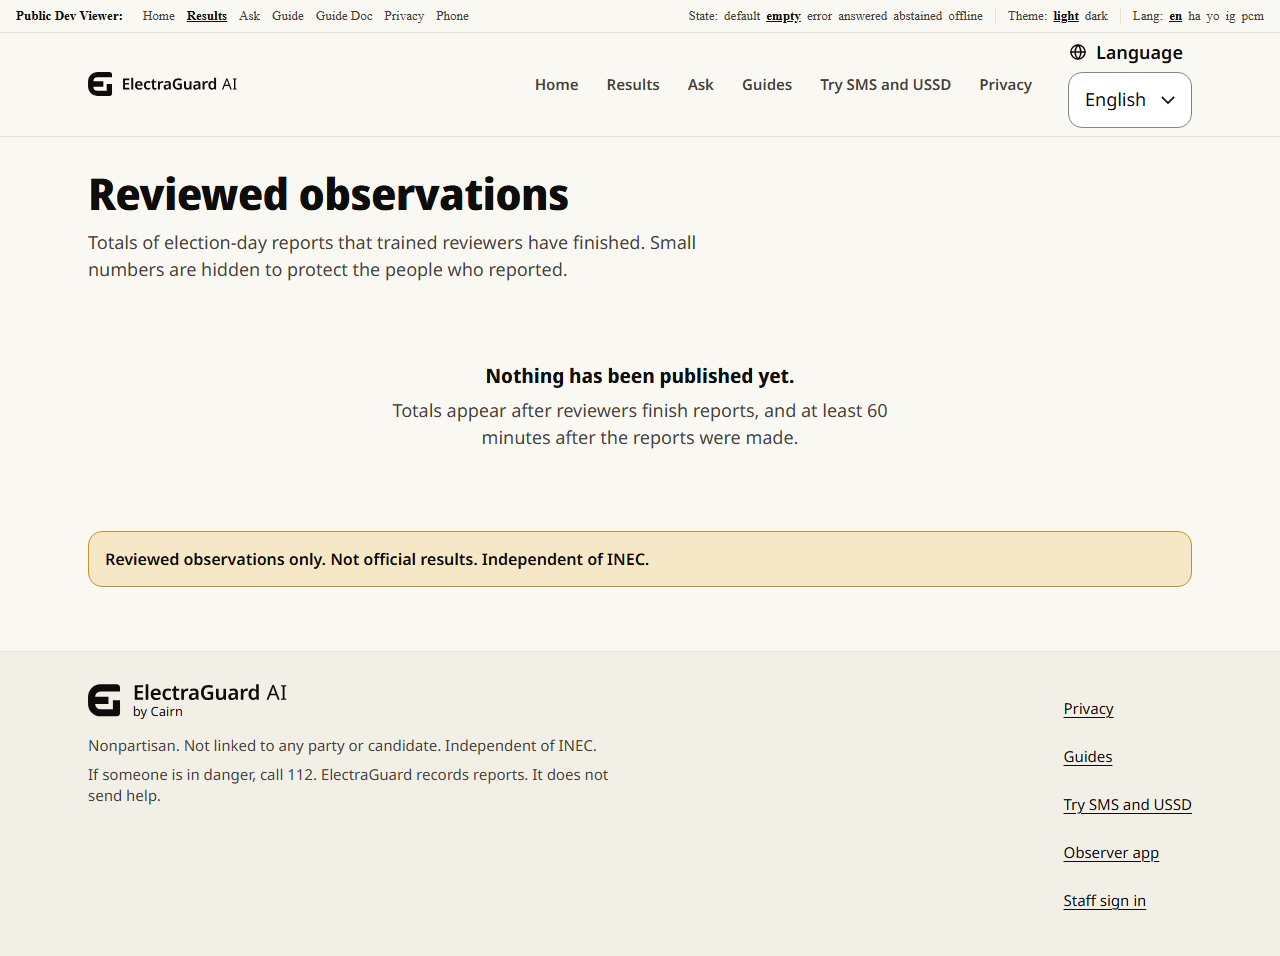 Public Dev Viewer: Home Results Ask Guide Guide Doc Privacy Phone State: default empty error answered abstained offline Theme: light dark Lang: en ha yo ig pcm
ElectraGuard AI Home Results Ask Guides Try SMS and USSD Privacy
Language
English
Reviewed observations
Totals of election-day reports that trained reviewers have finished. Small
numbers are hidden to protect the people who reported.
Nothing has been published yet.
Totals appear after reviewers finish reports, and at least 60
minutes after the reports were made.
Reviewed observations only. Not official results. Independent of INEC.
ElectraGuard AI
by Cairn
Nonpartisan. Not linked to any party or candidate. Independent of INEC.
If someone is in danger, call 112. ElectraGuard records reports. It does not
send help.
Privacy
Guides
Try SMS and USSD
Observer app
Staff sign in